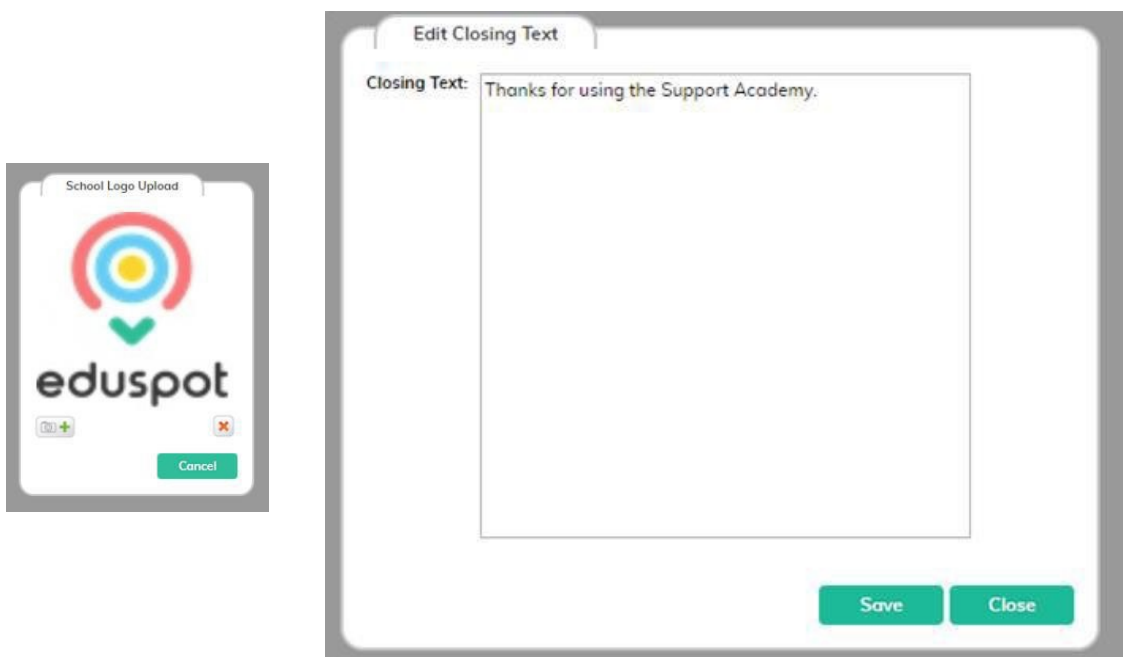 School Logo Upload
eduspot
Cancel
Edit Closing Text
Closing Text:
Thanks for using the Support Academy.
Save
Close